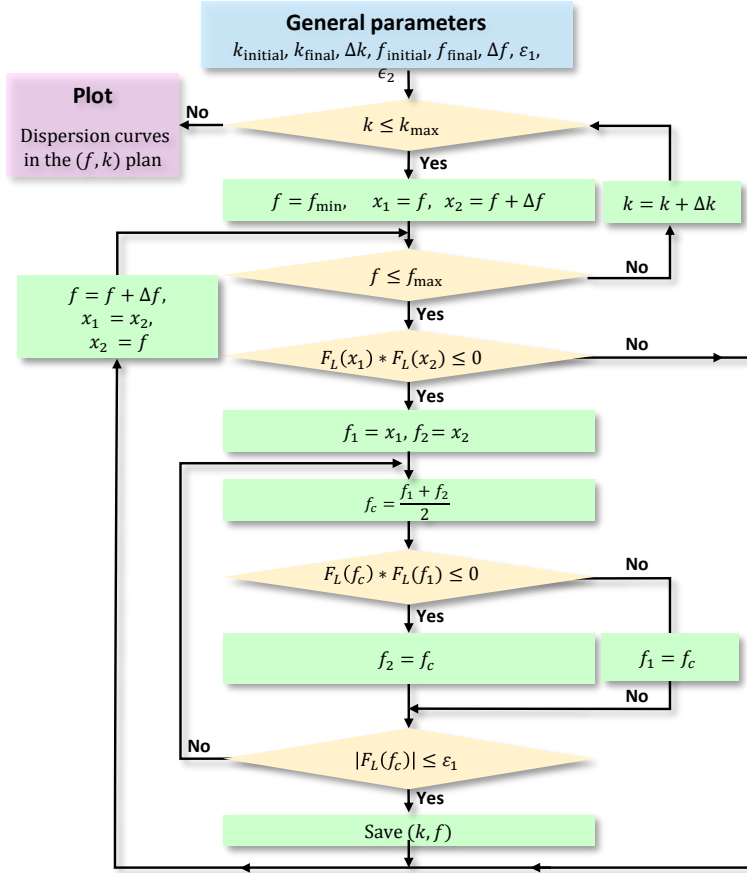 General parameters
k_initial, k_final, Δk, f_initial, f_final, Δf, ε_1,
ϵ_2
Plot
Dispersion curves
in the (f, k) plan
No
k ≤ k_max
Yes
f = f_min, x_1 = f, x_2 = f + Δf
k = k + Δk
f ≤ f_max
No
Yes
f = f + Δf,
x_1 = x_2,
x_2 = f
F_L(x_1) * F_L(x_2) ≤ 0
No
Yes
f_1 = x_1, f_2 = x_2
f_c = (f_1 + f_2)/2
F_L(f_c) * F_L(f_1) ≤ 0
No
Yes
f_2 = f_c
f_1 = f_c
No
No
|F_L(f_c)| ≤ ε_1
Yes
Save (k, f)